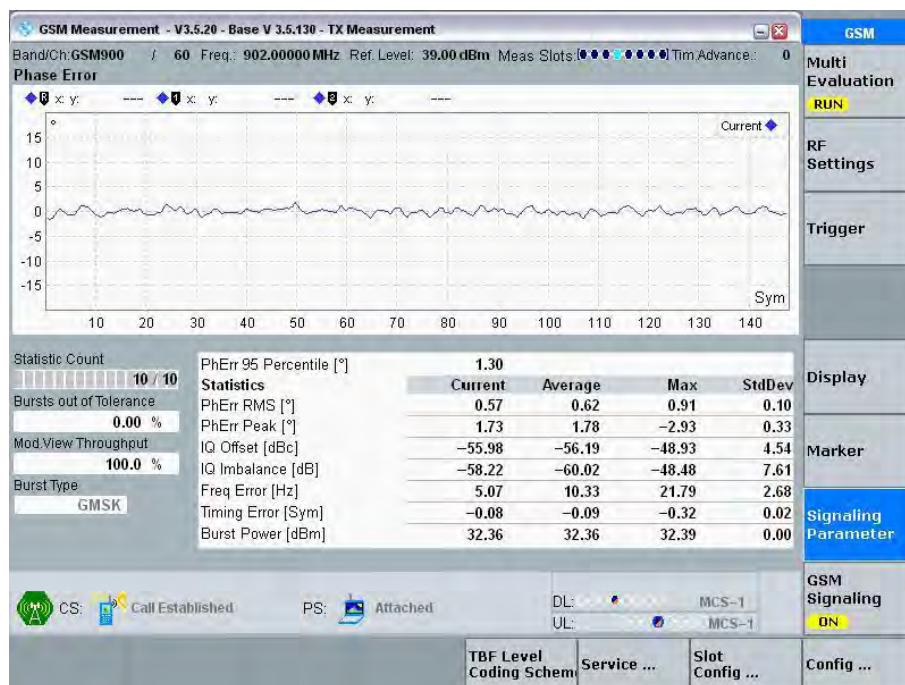 GSM Measurement - V3.5.20 - Base V 3.5.130 - TX Measurement
GSM
Band/Ch:GSM900 / 60 Freq.: 902.00000 MHz Ref. Level: 39.00 dBm Meas Slots: Tim.Advance.: 0
Phase Error
Multi Evaluation
RUN
R x: y: --- 1 x: y: --- 2 x: y: ---
° Current
15
10
5
0
-5
-10
-15
Sym
10 20 30 40 50 60 70 80 90 100 110 120 130 140
RF Settings
Trigger
Statistic Count
10 / 10
Bursts out of Tolerance
0.00 %
Mod.View Throughput
100.0 %
Burst Type
GMSK
PhErr 95 Percentile [°] 1.30
Statistics Current Average Max StdDev
PhErr RMS [°] 0.57 0.62 0.91 0.10
PhErr Peak [°] 1.73 1.78 −2.93 0.33
IQ Offset [dBc] −55.98 −56.19 −48.93 4.54
IQ Imbalance [dB] −58.22 −60.02 −48.48 7.61
Freq Error [Hz] 5.07 10.33 21.79 2.68
Timing Error [Sym] −0.08 −0.09 −0.32 0.02
Burst Power [dBm] 32.36 32.36 32.39 0.00
Display
Marker
Signaling Parameter
GSM Signaling
ON
CS: Call Established PS: Attached
DL: MCS-1
UL: MCS-1
TBF Level
Coding Schem
Service ...
Slot
Config ...
Config ...